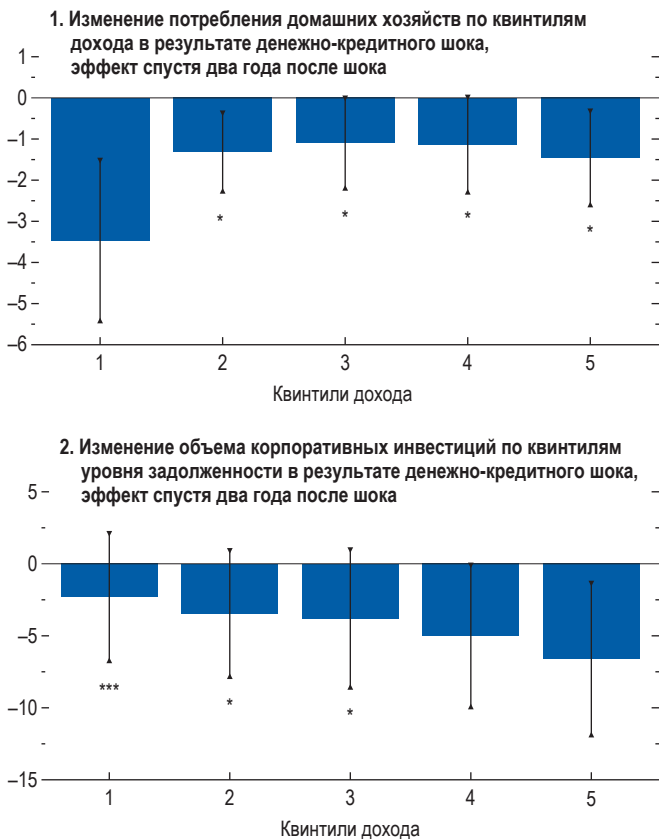 1. Изменение потребления домашних хозяйств по квинтилям
дохода в результате денежно-кредитного шока,
эффект спустя два года после шока
1
0
–1
–2
–3
–4
–5
–6
* * * *
1 2 3 4 5
Квинтили дохода
2. Изменение объема корпоративных инвестиций по квинтилям
уровня задолженности в результате денежно-кредитного шока,
эффект спустя два года после шока
5
0
–5
–10
–15
*** * *
1 2 3 4 5
Квинтили дохода